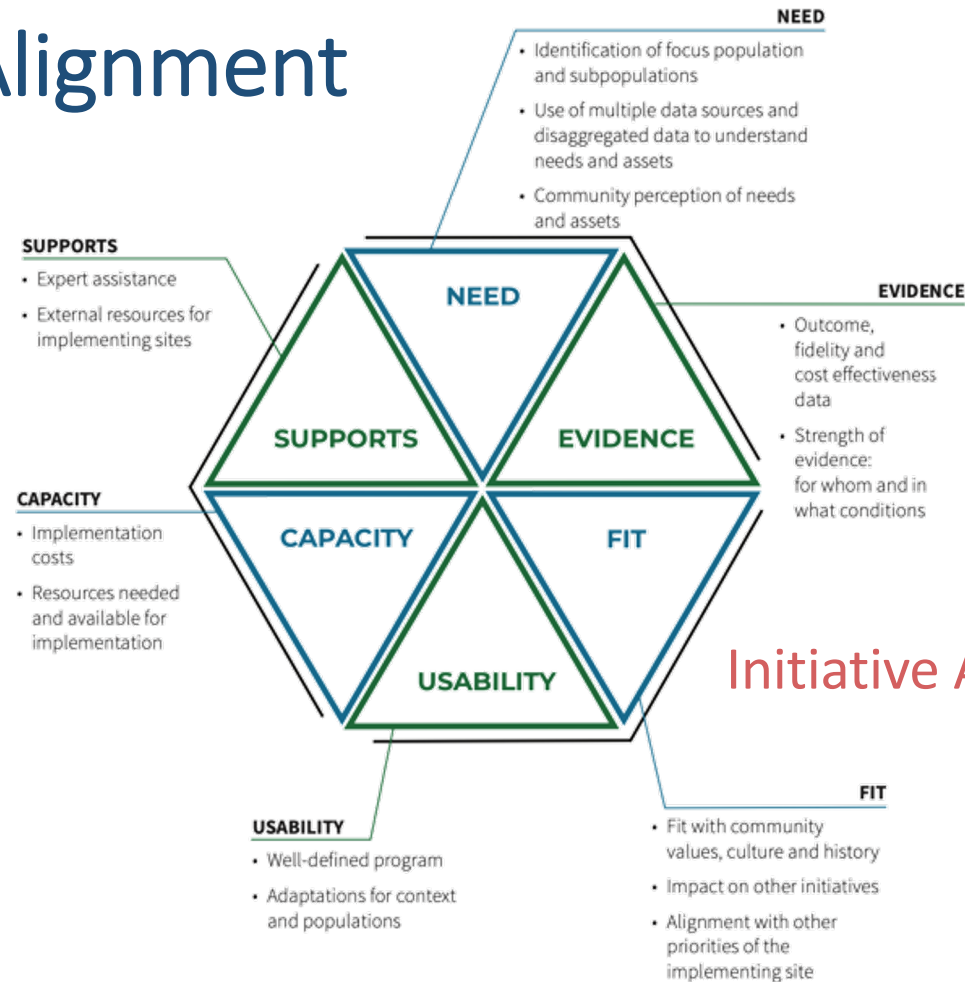 Alignment
NEED
• Identification of focus population
and subpopulations
• Use of multiple data sources and
disaggregated data to understand
needs and assets
• Community perception of needs
and assets
SUPPORTS
• Expert assistance
• External resources for
implementing sites
EVIDENCE
• Outcome,
fidelity and
cost effectiveness
data
• Strength of
evidence:
for whom and in
what conditions
NEED
SUPPORTS
EVIDENCE
CAPACITY
FIT
USABILITY
CAPACITY
• Implementation
costs
• Resources needed
and available for
implementation
Initiative A
USABILITY
• Well-defined program
• Adaptations for context
and populations
FIT
• Fit with community
values, culture and history
• Impact on other initiatives
• Alignment with other
priorities of the
implementing site